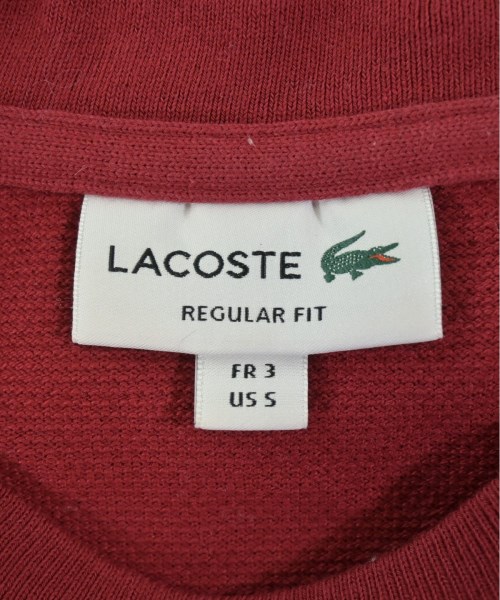 LACOSTE
REGULAR FIT
FR 3
US S